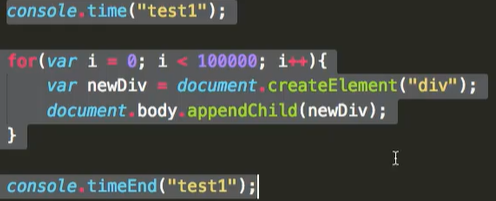 console.time("test1");
for(var i = 0; i < 100000; i++){
var newDiv = document.createElement("div");
document.body.appendChild(newDiv);
}
console.timeEnd("test1");